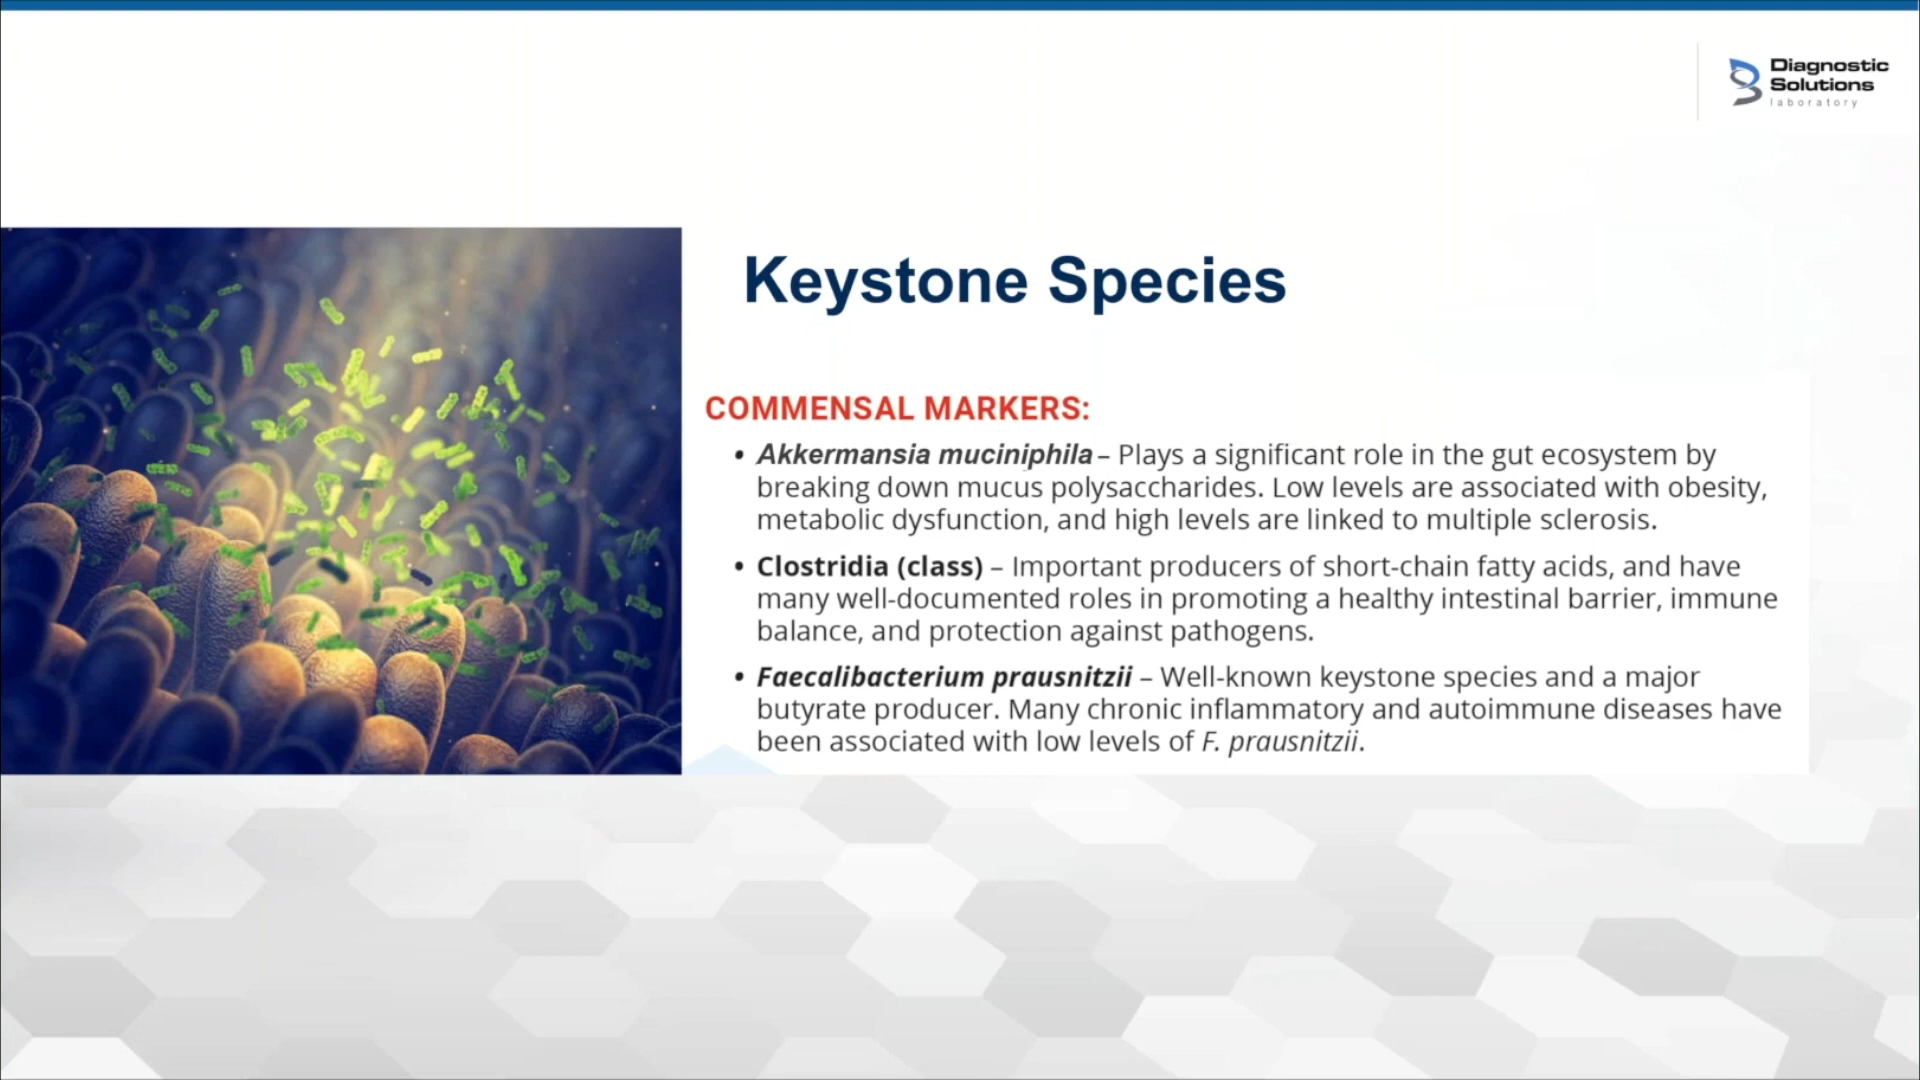 Diagnostic
Solutions
laboratory
Keystone Species
COMMENSAL MARKERS:
• Akkermansia muciniphila – Plays a significant role in the gut ecosystem by
breaking down mucus polysaccharides. Low levels are associated with obesity,
metabolic dysfunction, and high levels are linked to multiple sclerosis.
• Clostridia (class) – Important producers of short-chain fatty acids, and have
many well-documented roles in promoting a healthy intestinal barrier, immune
balance, and protection against pathogens.
• Faecalibacterium prausnitzii – Well-known keystone species and a major
butyrate producer. Many chronic inflammatory and autoimmune diseases have
been associated with low levels of F. prausnitzii.